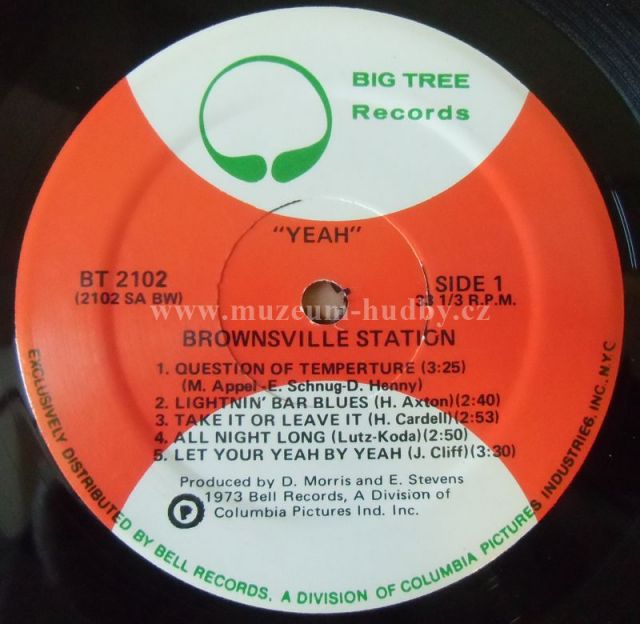 BIG TREE
Records
"YEAH"
BT 2102
(2102 SA BW)
SIDE 1
33 1/3 R.P.M.
www.muzeum-hudby.cz
BROWNSVILLE STATION
1. QUESTION OF TEMPERTURE (3:25)
(M. Appel-E. Schnug-D. Henny)
2. LIGHTNIN' BAR BLUES (H. Axton)(2:40)
3. TAKE IT OR LEAVE IT (H. Cardell)(2:53)
4. ALL NIGHT LONG (Lutz-Koda)(2:50)
5. LET YOUR YEAH BY YEAH (J. Cliff)(3:30)
Produced by D. Morris and E. Stevens
P 1973 Bell Records, A Division of
Columbia Pictures Ind. Inc.
EXCLUSIVELY DISTRIBUTED BY BELL RECORDS, A DIVISION OF COLUMBIA PICTURES INDUSTRIES, INC., N.Y.C.